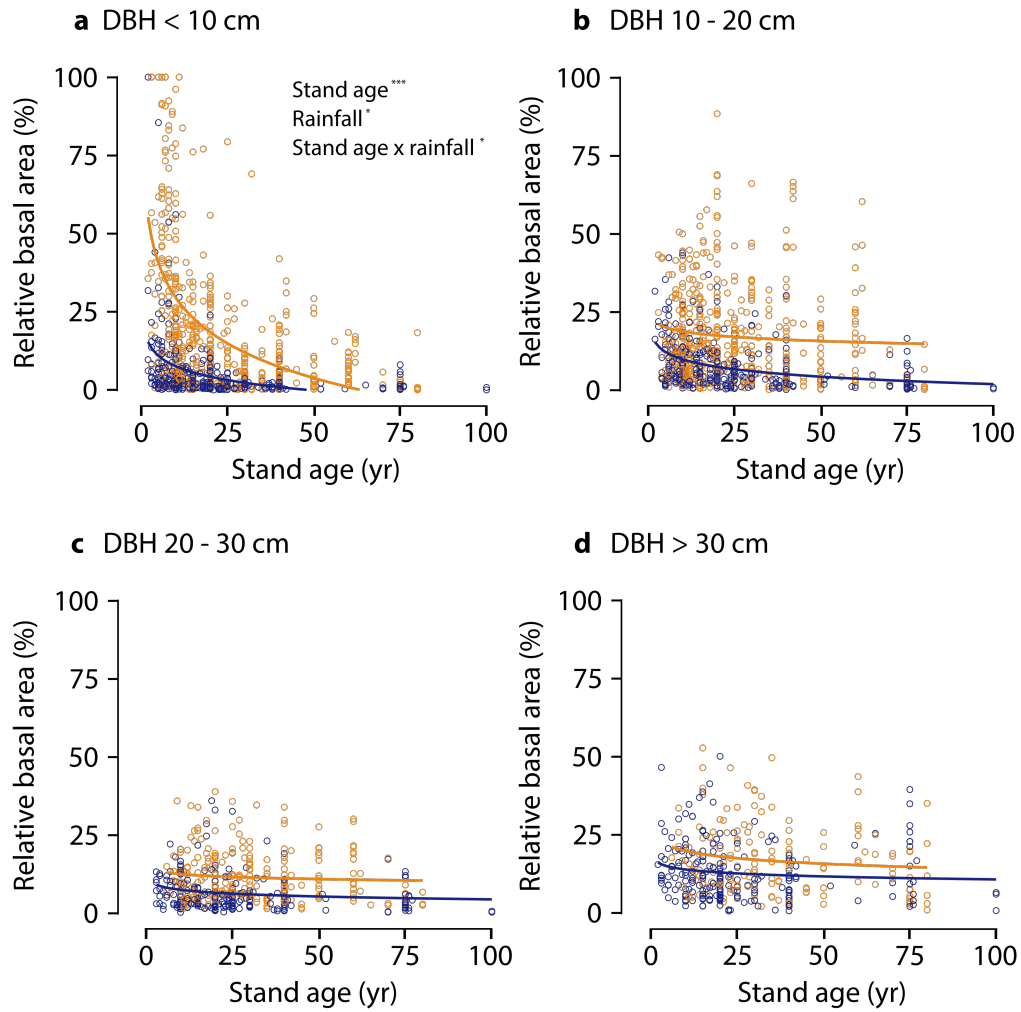 a DBH < 10 cm
100
75
50
25
0
Relative basal area (%)
Stand age***
Rainfall*
Stand age x rainfall *
0 25 50 75 100
Stand age (yr)
b DBH 10 - 20 cm
100
75
50
25
0
Relative basal area (%)
0 25 50 75 100
Stand age (yr)
c DBH 20 - 30 cm
100
75
50
25
0
Relative basal area (%)
0 25 50 75 100
Stand age (yr)
d DBH > 30 cm
100
75
50
25
0
Relative basal area (%)
0 25 50 75 100
Stand age (yr)